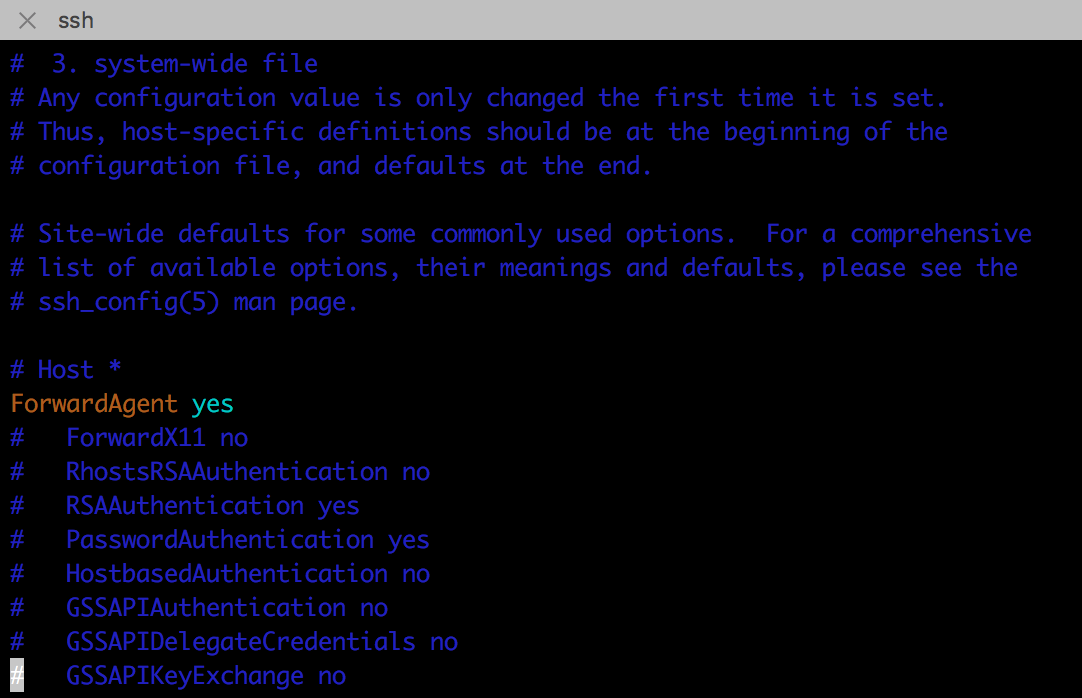 ssh
#  3. system-wide file
# Any configuration value is only changed the first time it is set.
# Thus, host-specific definitions should be at the beginning of the
# configuration file, and defaults at the end.
# Site-wide defaults for some commonly used options.  For a comprehensive
# list of available options, their meanings and defaults, please see the
# ssh_config(5) man page.
# Host *
ForwardAgent yes
#   ForwardX11 no
#   RhostsRSAAuthentication no
#   RSAAuthentication yes
#   PasswordAuthentication yes
#   HostbasedAuthentication no
#   GSSAPIAuthentication no
#   GSSAPIDelegateCredentials no
#   GSSAPIKeyExchange no